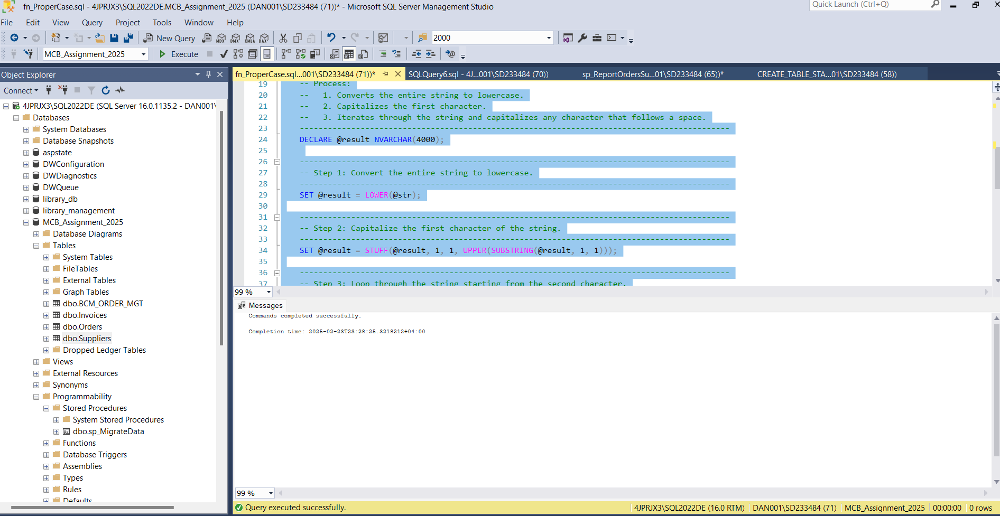 fn_ProperCase.sql - 4JPRJX3\SQL2022DE.MCB_Assignment_2025 (DAN001\SD233484 (71))* - Microsoft SQL Server Management Studio
Quick Launch (Ctrl+Q)
File Edit View Query Project Tools Window Help
New Query MDX DMX XMLA DAX 2000
MCB_Assignment_2025 Execute
Object Explorer
Connect
4JPRJX3\SQL2022DE (SQL Server 16.0.1135.2 - DAN001\
Databases
System Databases
Database Snapshots
aspstate
DWConfiguration
DWDiagnostics
DWQueue
library_db
library_management
MCB_Assignment_2025
Database Diagrams
Tables
System Tables
FileTables
External Tables
Graph Tables
dbo.BCM_ORDER_MGT
dbo.Invoices
dbo.Orders
dbo.Suppliers
Dropped Ledger Tables
Views
External Resources
Synonyms
Programmability
Stored Procedures
System Stored Procedures
dbo.sp_MigrateData
Functions
Database Triggers
Assemblies
Types
Rules
Defaults
fn_ProperCase.sql...001\SD233484 (71))* SQLQuery6.sql - 4J...001\SD233484 (70)) sp_ReportOrdersSu...01\SD233484 (65))* CREATE_TABLE_STA...01\SD233484 (58))
19 -- Process:
20 -- 1. Converts the entire string to lowercase.
21 -- 2. Capitalizes the first character.
22 -- 3. Iterates through the string and capitalizes any character that follows a space.
23 --------------------------------------------------------------------------------------------
24 DECLARE @result NVARCHAR(4000);
25
26 --------------------------------------------------------------------------------------------
27 -- Step 1: Convert the entire string to lowercase.
28 --------------------------------------------------------------------------------------------
29 SET @result = LOWER(@str);
30
31 --------------------------------------------------------------------------------------------
32 -- Step 2: Capitalize the first character of the string.
33 --------------------------------------------------------------------------------------------
34 SET @result = STUFF(@result, 1, 1, UPPER(SUBSTRING(@result, 1, 1)));
35
36 --------------------------------------------------------------------------------------------
37 -- Step 3: Loop through the string starting from the second character.
99 %
Messages
Commands completed successfully.
Completion time: 2025-02-23T23:28:25.3218212+04:00
99 %
Query executed successfully. 4JPRJX3\SQL2022DE (16.0 RTM) DAN001\SD233484 (71) MCB_Assignment_2025 00:00:00 0 rows